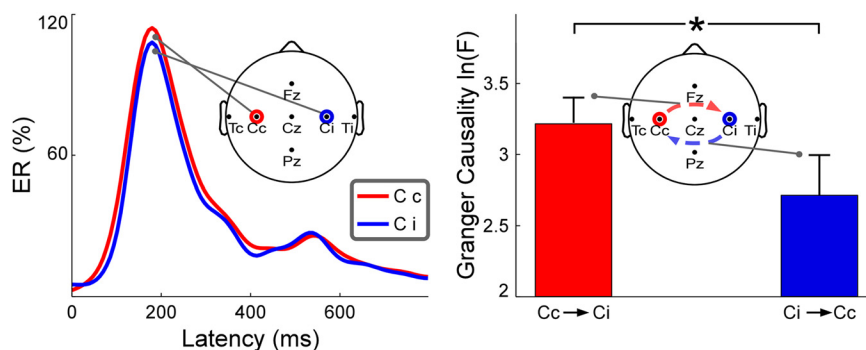 120
60
ER (%)
0
200
400
600
Latency (ms)
Fz
Tc Cc Cz Ci Ti
Pz
C c
C i
*
3.5
3
2.5
2
Granger Causality ln(F)
Fz
Tc Cc Cz Ci Ti
Pz
Cc → Ci
Ci → Cc